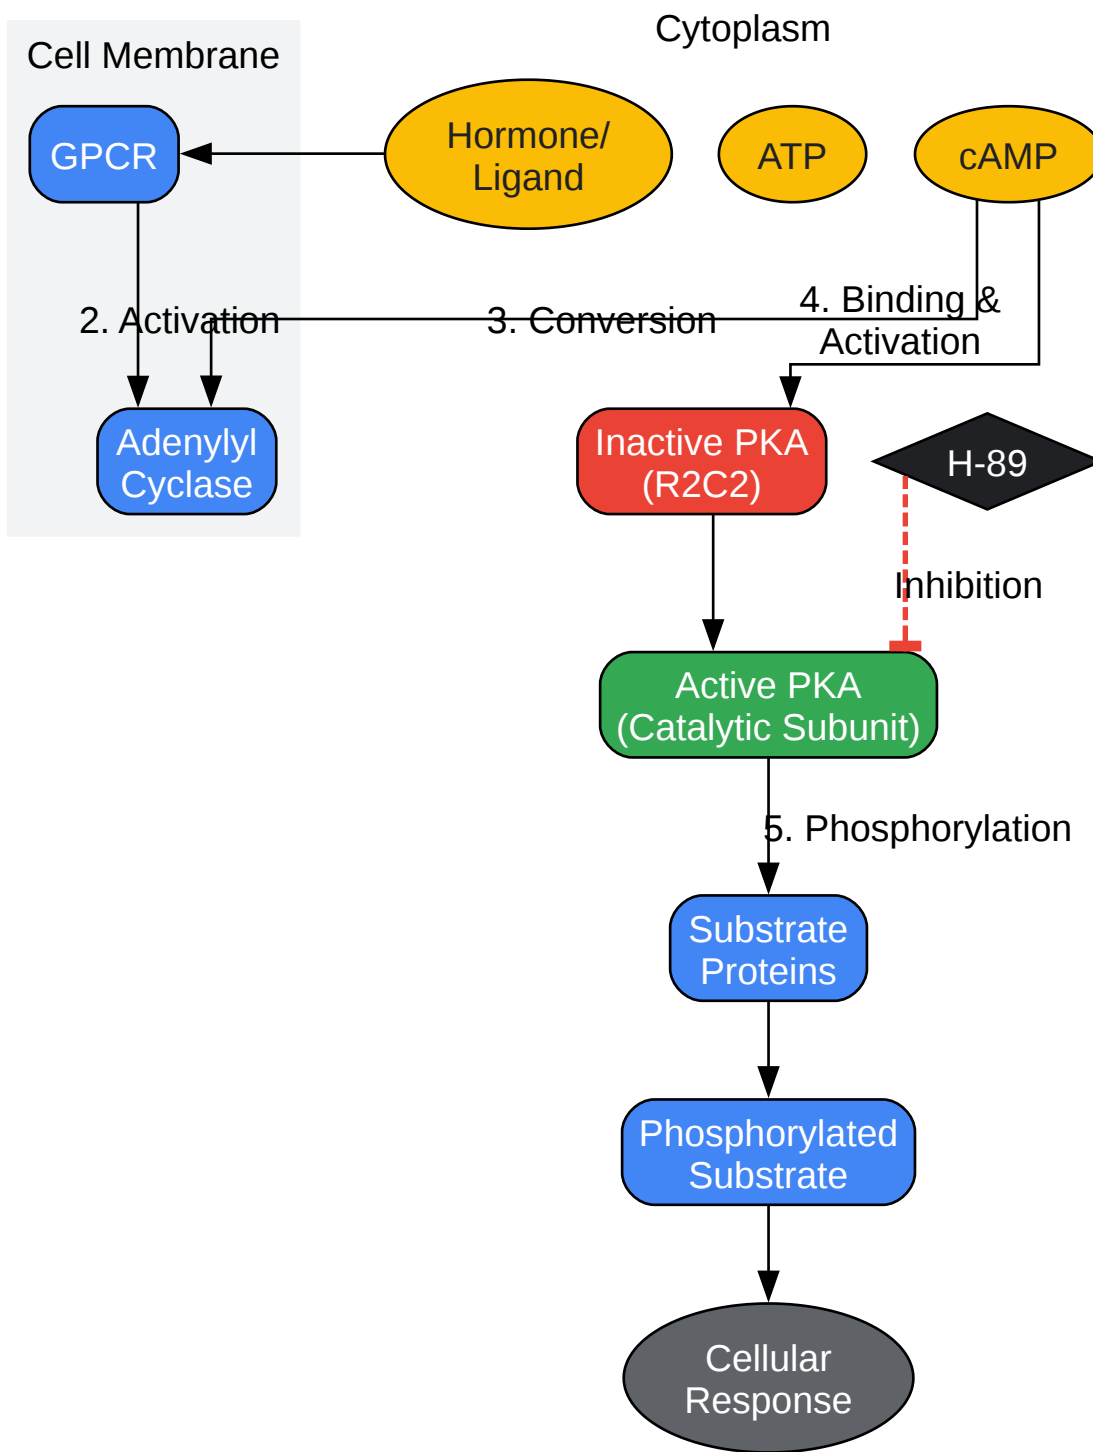 Cytoplasm
Cell Membrane
GPCR
Hormone/
Ligand
ATP
cAMP
2. Activation
3. Conversion
4. Binding &
Activation
Adenylyl
Cyclase
Inactive PKA
(R2C2)
H-89
Inhibition
Active PKA
(Catalytic Subunit)
5. Phosphorylation
Substrate
Proteins
Phosphorylated
Substrate
Cellular
Response